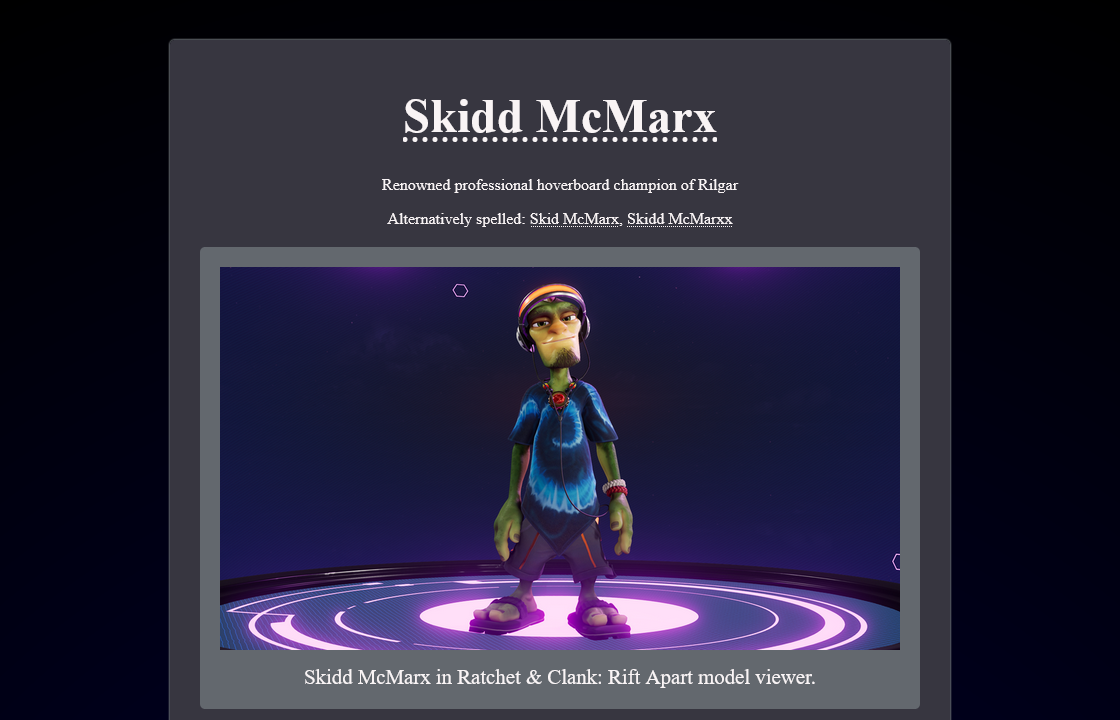 Skidd McMarx
Renowned professional hoverboard champion of Rilgar
Alternatively spelled: Skid McMarx, Skidd McMarxx
Skidd McMarx in Ratchet & Clank: Rift Apart model viewer.